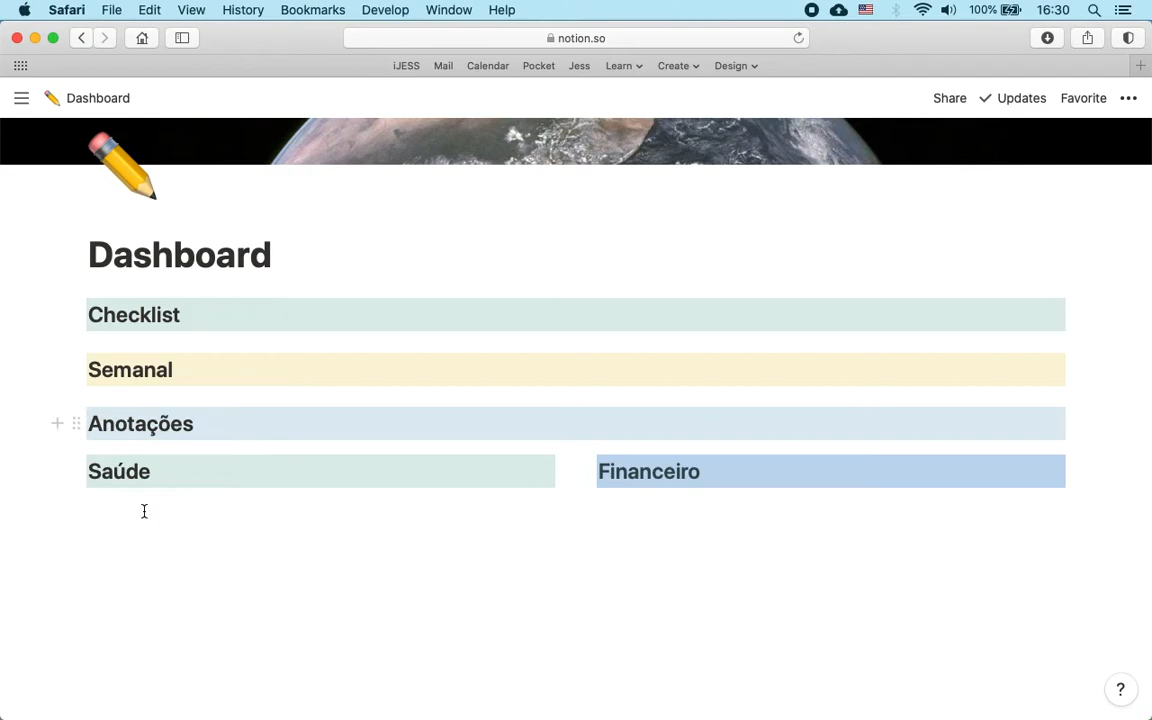 Safari File Edit View History Bookmarks Develop Window Help 100% 16:30
notion.so
iJESS Mail Calendar Pocket Jess Learn Create Design
Dashboard Share Updates Favorite
Dashboard
Checklist
Semanal
Anotações
Saúde Financeiro
?